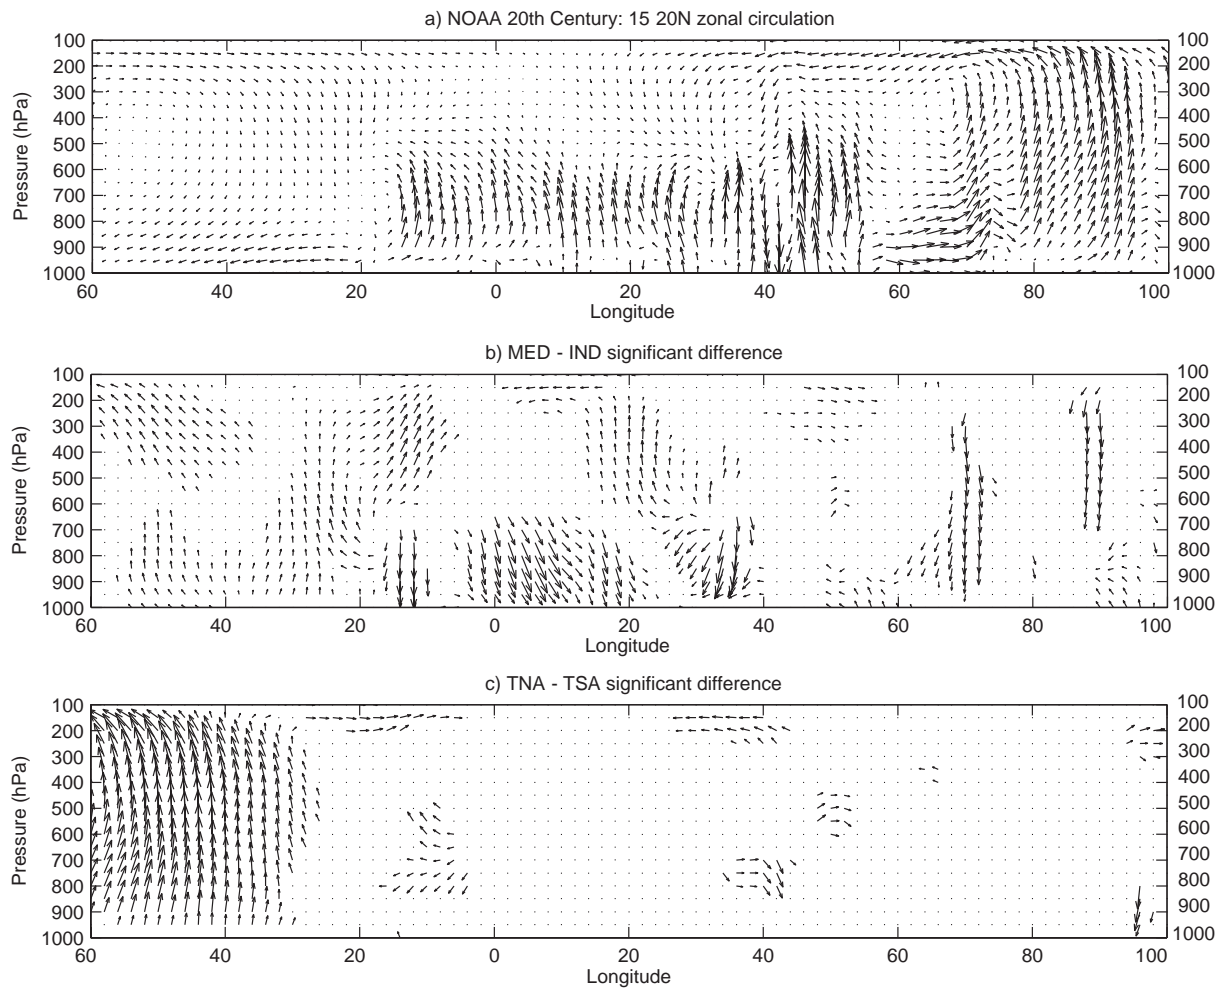 a) NOAA 20th Century: 15 20N zonal circulation
100 100
200 200
300 300
400 400
500 500
600 600
700 700
800 800
900 900
1000 1000
Pressure (hPa)
60 40 20 0 20 40 60 80 100
Longitude
b) MED - IND significant difference
100 100
200 200
300 300
400 400
500 500
600 600
700 700
800 800
900 900
1000 1000
Pressure (hPa)
60 40 20 0 20 40 60 80 100
Longitude
c) TNA - TSA significant difference
100 100
200 200
300 300
400 400
500 500
600 600
700 700
800 800
900 900
1000 1000
Pressure (hPa)
60 40 20 0 20 40 60 80 100
Longitude